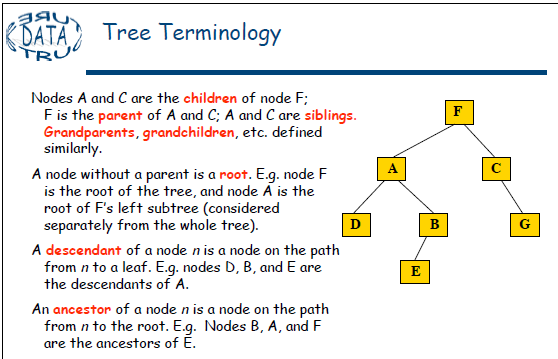 DATA
TRU
Tree Terminology
Nodes A and C are the children of node F;
F is the parent of A and C; A and C are siblings.
Grandparents, grandchildren, etc. defined
similarly.
A node without a parent is a root. E.g. node F
is the root of the tree, and node A is the
root of F's left subtree (considered
separately from the whole tree).
A descendant of a node n is a node on the path
from n to a leaf. E.g. nodes D, B, and E are
the descendants of A.
An ancestor of a node n is a node on the path
from n to the root. E.g. Nodes B, A, and F
are the ancestors of E.
F
A
C
D
B
G
E